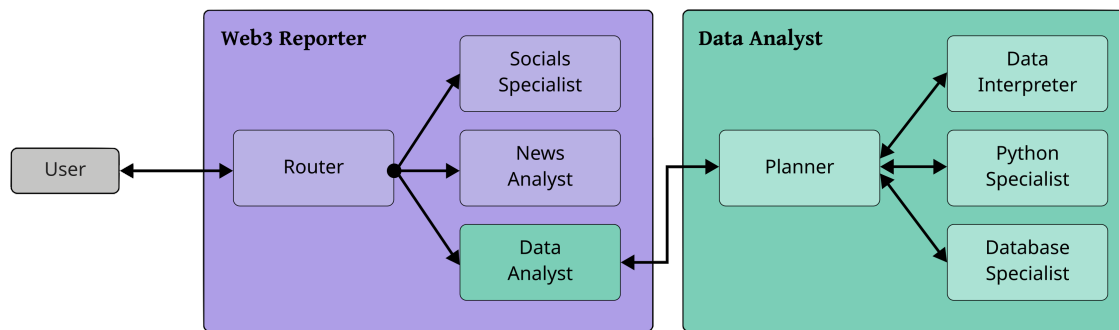 Web3 Reporter
User
Router
Socials
Specialist
News
Analyst
Data
Analyst
Data Analyst
Planner
Data
Interpreter
Python
Specialist
Database
Specialist